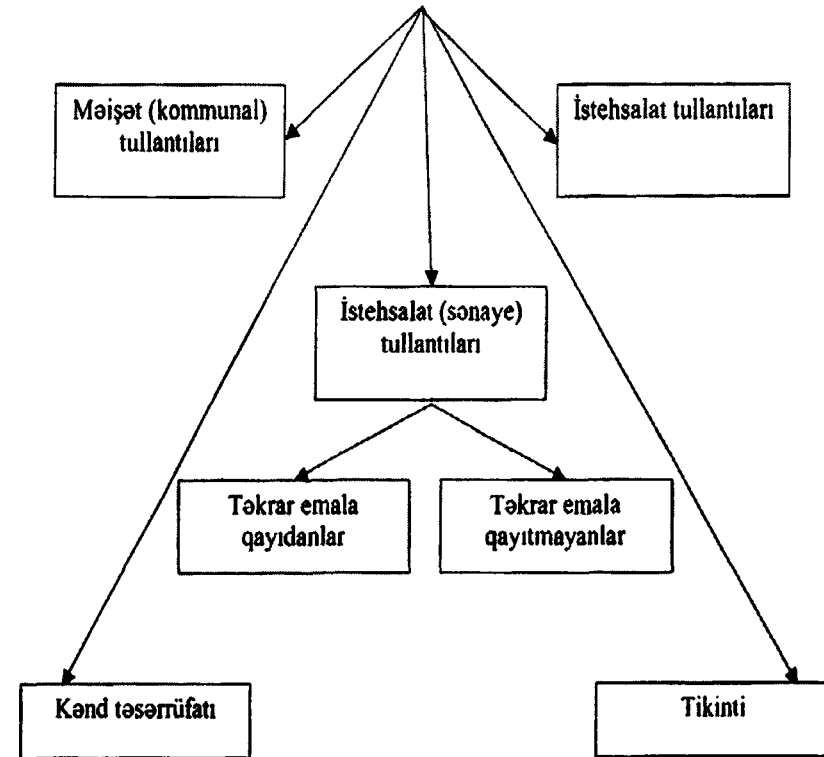 Məişət (kommunal)
tullantıları
İstehsalat tullantıları
İstehsalat (sənaye)
tullantıları
Təkrar emala
qayıdanlar
Təkrar emala
qayıtmayanlar
Kənd təsərrüfatı
Tikinti